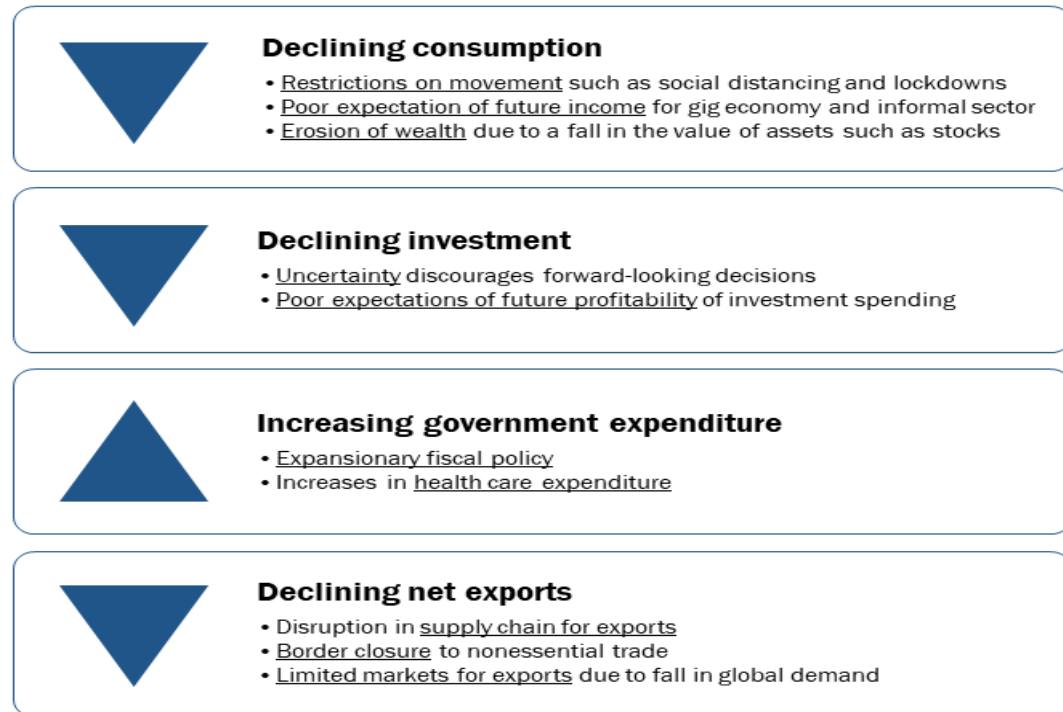 Declining consumption
• Restrictions on movement such as social distancing and lockdowns
• Poor expectation of future income for gig economy and informal sector
• Erosion of wealth due to a fall in the value of assets such as stocks
Declining investment
• Uncertainty discourages forward-looking decisions
• Poor expectations of future profitability of investment spending
Increasing government expenditure
• Expansionary fiscal policy
• Increases in health care expenditure
Declining net exports
• Disruption in supply chain for exports
• Border closure to nonessential trade
• Limited markets for exports due to fall in global demand